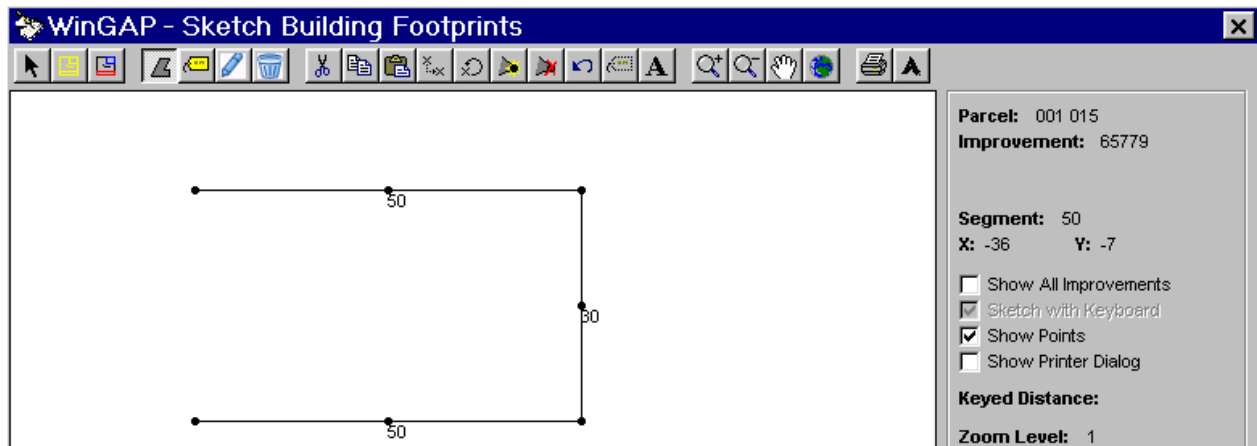 WinGAP - Sketch Building Footprints
A
Parcel: 001 015
Improvement: 65779
50
Segment: 50
X: -36 Y: -7
Show All Improvements
Sketch with Keyboard
30
Show Points
Show Printer Dialog
Keyed Distance:
50
Zoom Level: 1